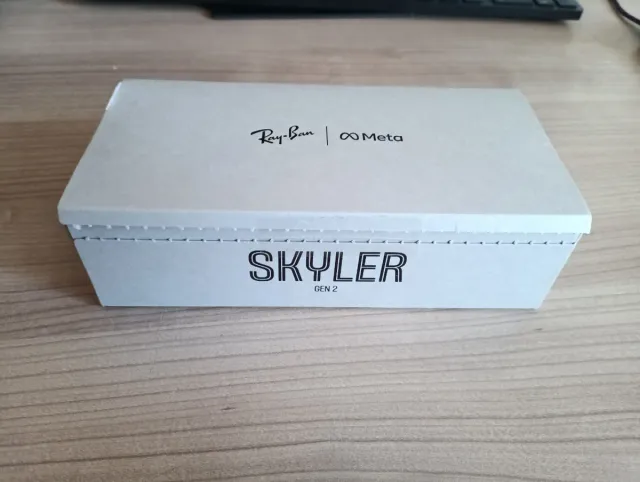 Ray-Ban | ∞ Meta
SKYLER
GEN 2